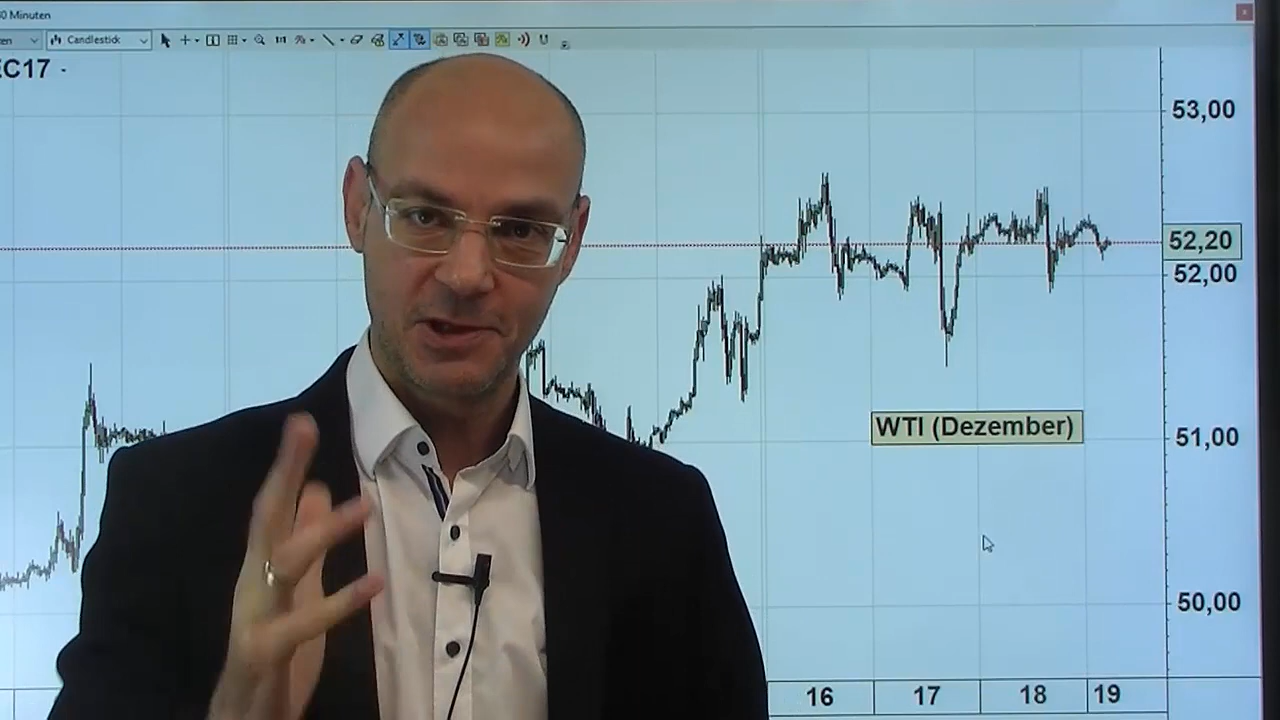 30 Minuten
Candlestick
EC17 -
53,00
52,20
52,00
WTI (Dezember)
51,00
50,00
16 17 18 19